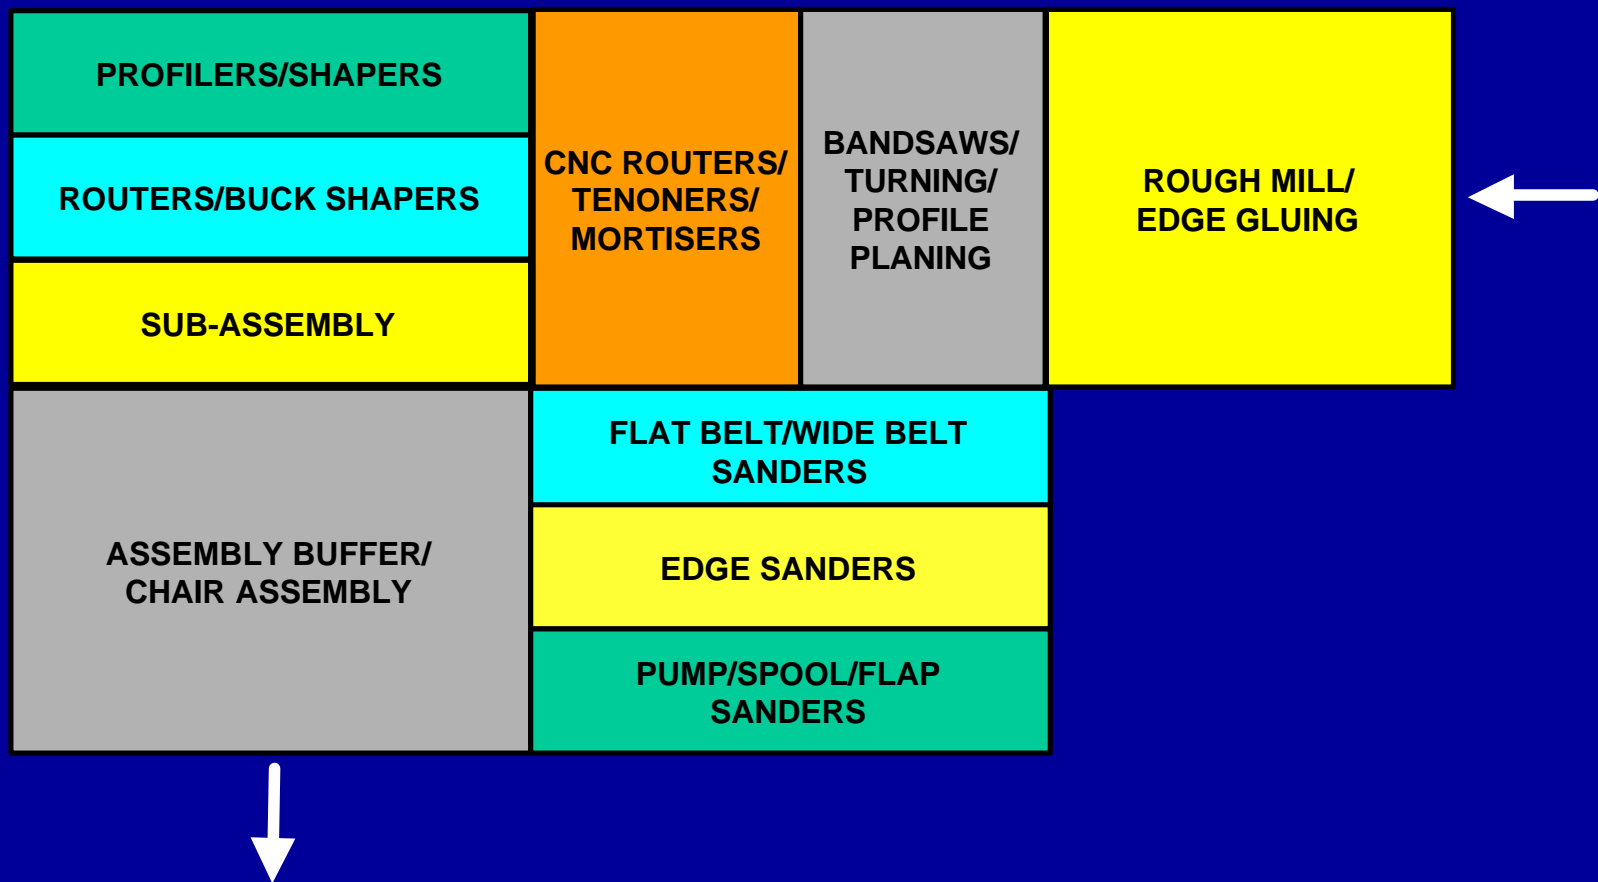 PROFILERS/SHAPERS
ROUTERS/BUCK SHAPERS
SUB-ASSEMBLY
CNC ROUTERS/
TENONERS/
MORTISERS
BANDSAWS/
TURNING/
PROFILE
PLANING
ROUGH MILL/
EDGE GLUING
ASSEMBLY BUFFER/
CHAIR ASSEMBLY
FLAT BELT/WIDE BELT
SANDERS
EDGE SANDERS
PUMP/SPOOL/FLAP
SANDERS